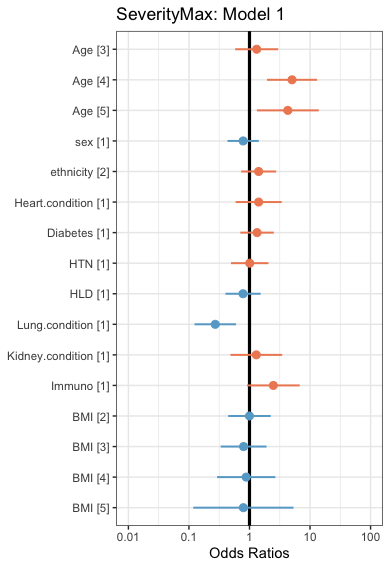 SeverityMax: Model 1
Age [3]
Age [4]
Age [5]
sex [1]
ethnicity [2]
Heart.condition [1]
Diabetes [1]
HTN [1]
HLD [1]
Lung.condition [1]
Kidney.condition [1]
Immuno [1]
BMI [2]
BMI [3]
BMI [4]
BMI [5]
0.01 0.1 1 10 100
Odds Ratios